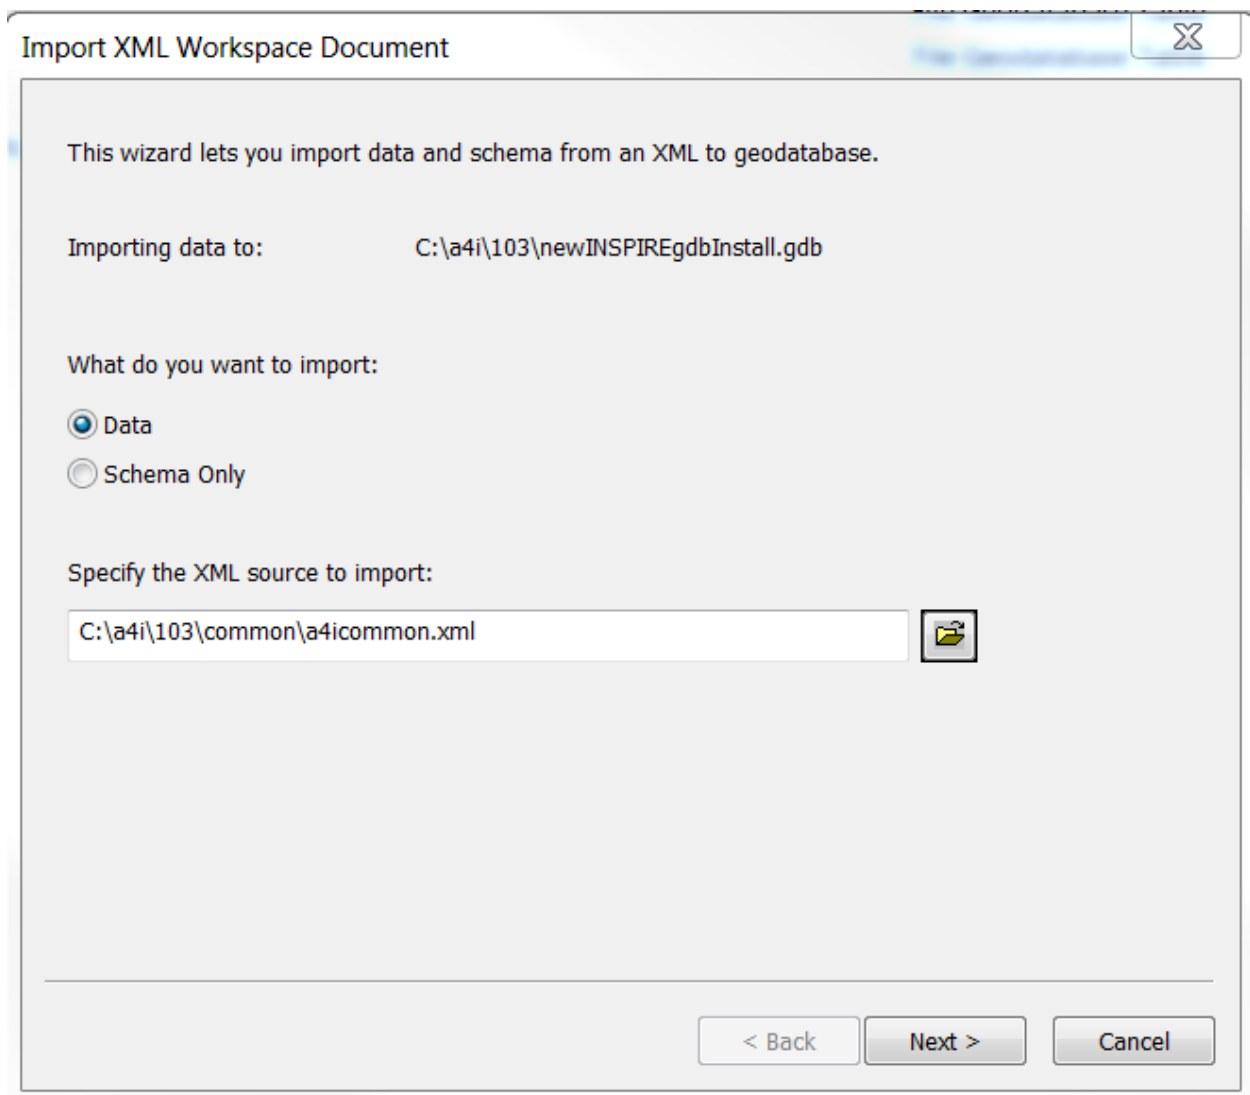 Import XML Workspace Document
This wizard lets you import data and schema from an XML to geodatabase.
Importing data to: C:\a4i\103\newINSPIREgdbInstall.gdb
What do you want to import:
Data
Schema Only
Specify the XML source to import:
C:\a4i\103\common\a4icommon.xml
< Back Next > Cancel